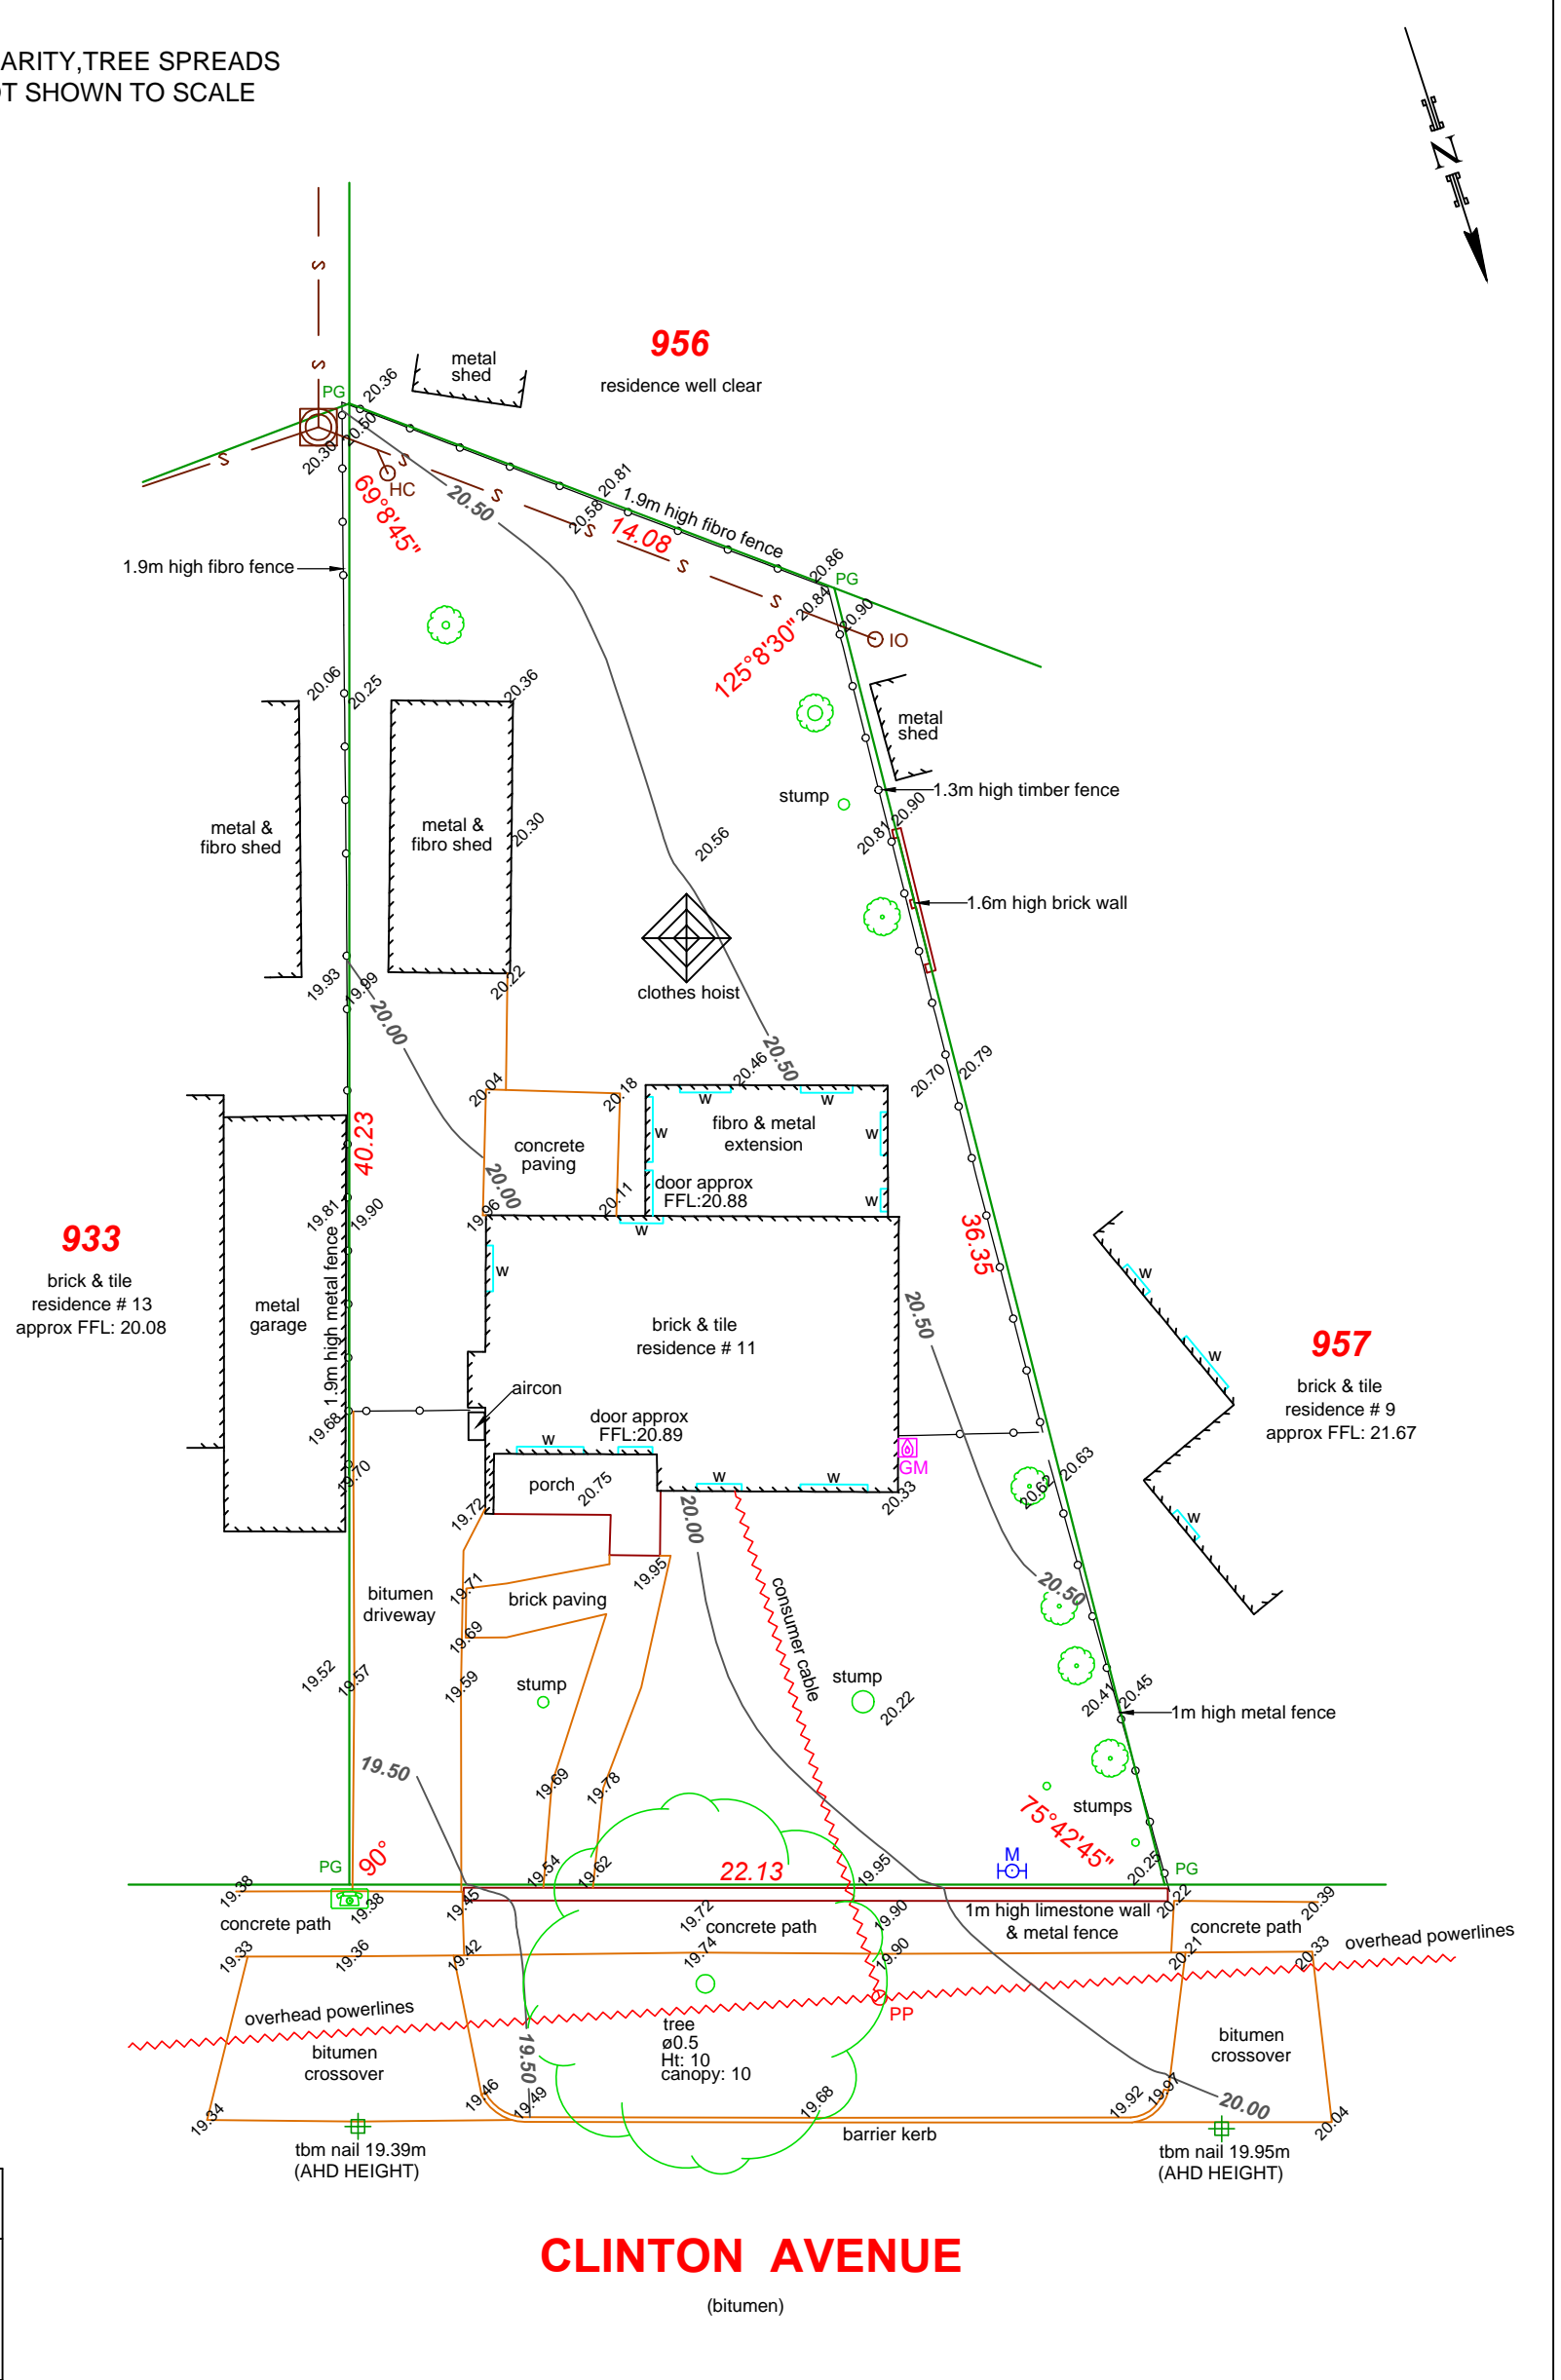 ARITY,TREE SPREADS
OT SHOWN TO SCALE
N
S
S
956
residence well clear
metal
shed
PG
20.36
20.50
20.30
S
S
HC
69°8'45"
20.50
S
20.81
20.58
S
1.9m high fibro fence
14.08
S
S
1.9m high fibro fence
20.86
PG
20.84
20.90
IO
125°8'30"
20.06
20.25
20.36
metal
shed
stump
1.3m high timber fence
20.90
20.81
metal &
fibro shed
metal &
fibro shed
20.30
20.56
1.6m high brick wall
clothes hoist
19.93
19.99
20.22
20.00
20.50
20.46
20.70
20.79
20.04
20.18
concrete
paving
W
W
W
W
W
fibro & metal
extension
door approx
FFL:20.88
40.23
20.00
20.11
19.96
W
W
19.81
19.90
36.35
933
brick & tile
residence # 13
approx FFL: 20.08
metal
garage
1.9m high metal fence
brick & tile
residence # 11
20.50
W
W
W
957
brick & tile
residence # 9
approx FFL: 21.67
aircon
door approx
FFL:20.89
W
19.68
19.70
porch
20.75
W
W
GM
20.33
20.62
20.63
19.72
20.00
19.95
20.50
bitumen
driveway
19.71
brick paving
19.69
consumer cable
19.52
19.57
19.59
stump
stump
20.22
20.41
20.45
1m high metal fence
19.50
19.69
19.78
stumps
75°42'45"
90°
PG
19.54
19.62
22.13
19.95
M
20.25
PG
19.38
19.38
19.45
20.22
20.39
concrete path
19.72
concrete path
19.90
1m high limestone wall
& metal fence
concrete path
19.33
19.36
19.42
19.74
19.90
20.21
20.33
overhead powerlines
overhead powerlines
PP
tree
ø0.5
Ht: 10
canopy: 10
bitumen
crossover
bitumen
crossover
19.50
19.34
19.46
19.49
19.68
19.92
19.97
20.00
20.04
barrier kerb
tbm nail 19.39m
(AHD HEIGHT)
tbm nail 19.95m
(AHD HEIGHT)
CLINTON AVENUE
(bitumen)